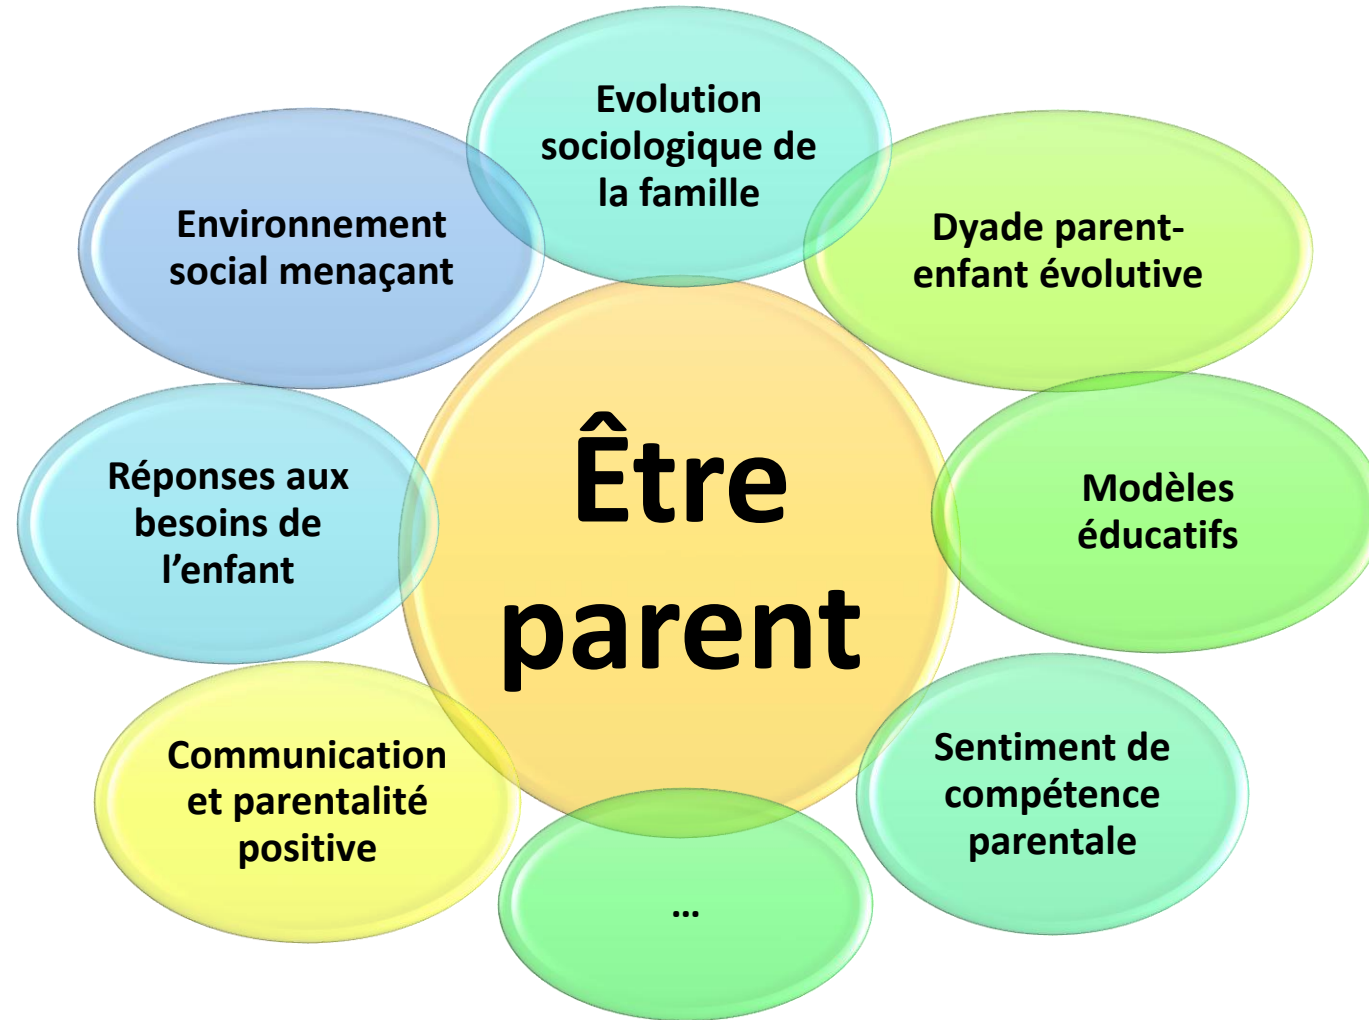 Evolution
sociologique de
la famille
Environnement
social menaçant
Dyade parent-
enfant évolutive
Réponses aux
besoins de
l’enfant
Être
parent
Modèles
éducatifs
Communication
et parentalité
positive
Sentiment de
compétence
parentale
...